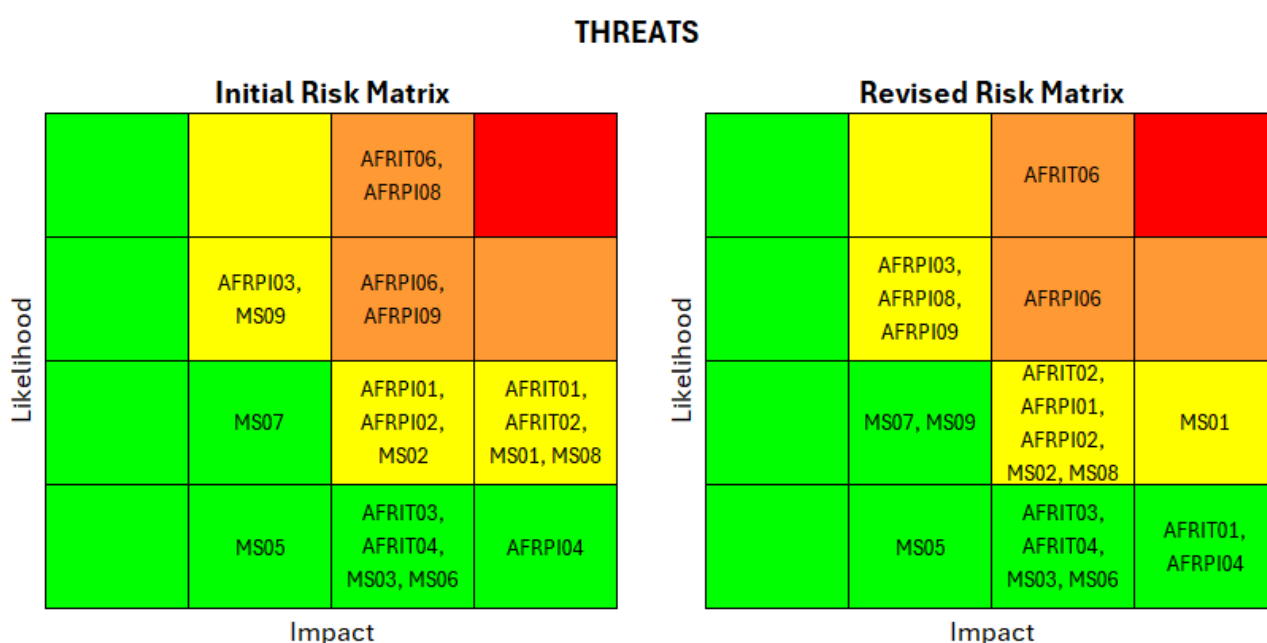 THREATS
Initial Risk Matrix
Likelihood
AFRIT06,
AFRPI08
AFRPI03,
MS09
AFRPI06,
AFRPI09
MS07
AFRPI01,
AFRPI02,
MS02
AFRIT01,
AFRIT02,
MS01, MS08
MS05
AFRIT03,
AFRIT04,
MS03, MS06
AFRPI04
Impact
Revised Risk Matrix
Likelihood
AFRIT06
AFRPI03,
AFRPI08,
AFRPI09
AFRPI06
MS07, MS09
AFRIT02,
AFRPI01,
AFRPI02,
MS02, MS08
MS01
MS05
AFRIT03,
AFRIT04,
MS03, MS06
AFRIT01,
AFRPI04
Impact